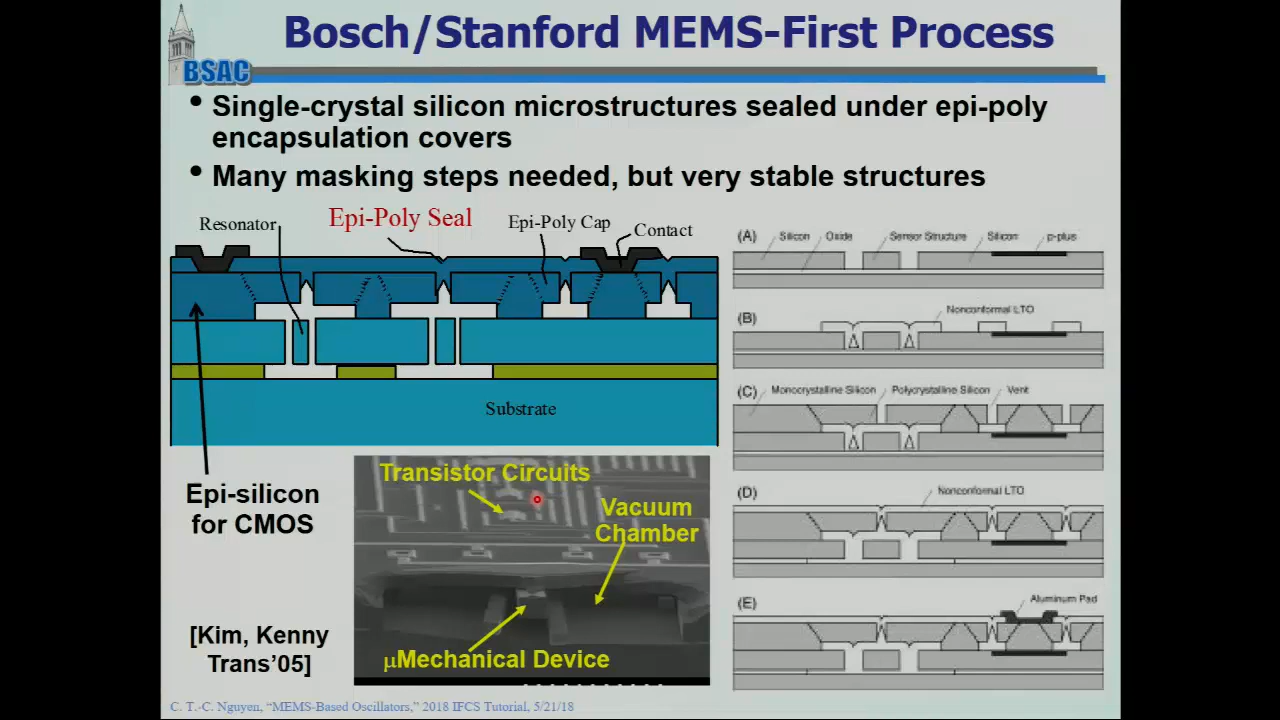 Bosch/Stanford MEMS-First Process
BSAC
• Single-crystal silicon microstructures sealed under epi-poly
encapsulation covers
• Many masking steps needed, but very stable structures
Resonator
Epi-Poly Seal
Epi-Poly Cap
Contact
Substrate
Epi-silicon
for CMOS
[Kim, Kenny
Trans'05]
Transistor Circuits
Vacuum
Chamber
μMechanical Device
(A) Silicon Oxide Sensor Structure Silicon p-plus
(B) Nonconformal LTO
(C) Monocrystalline Silicon Polycrystalline Silicon Vent
(D) Nonconformal LTO
(E) Aluminum Pad
C. T.-C. Nguyen, "MEMS-Based Oscillators," 2018 IFCS Tutorial, 5/21/18